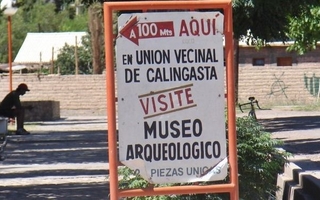 A 100 Mts AQUI
EN UNION VECINAL
DE CALINGASTA
VISITE
MUSEO
ARQUEOLOGICO
PIEZAS UNICAS